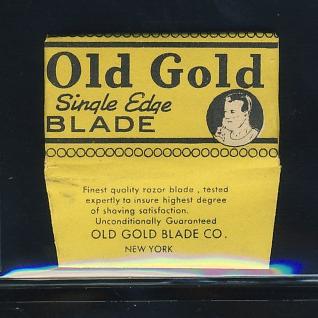 Old Gold
Single Edge
BLADE
Finest quality razor blade , tested
expertly to insure highest degree
of shaving satisfaction.
Unconditionally Guaranteed
OLD GOLD BLADE CO.
NEW YORK